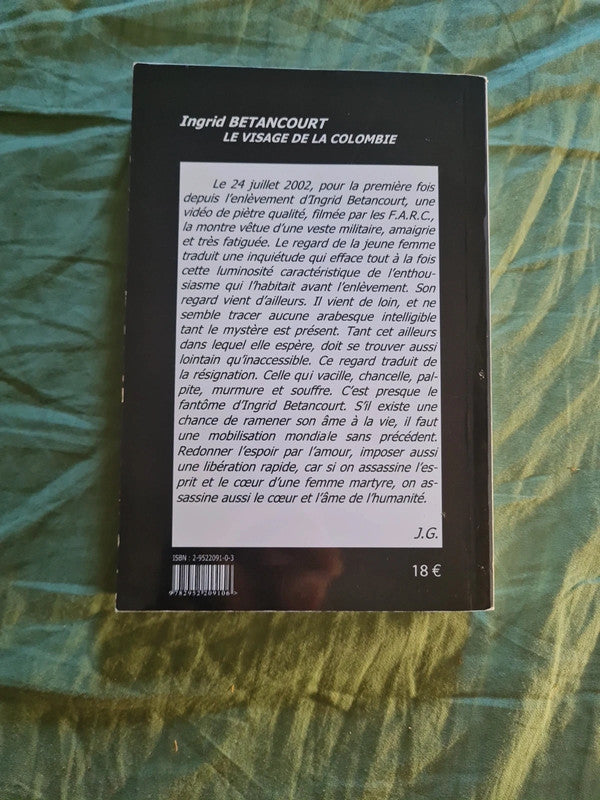 Ingrid BETANCOURT
LE VISAGE DE LA COLOMBIE
Le 24 juillet 2002, pour la première fois
depuis l'enlèvement d'Ingrid Betancourt, une
vidéo de piètre qualité, filmée par les F.A.R.C.,
la montre vêtue d'une veste militaire, amaigrie
et très fatiguée. Le regard de la jeune femme
traduit une inquiétude qui efface tout à la fois
cette luminosité caractéristique de l'enthou-
siasme qui l'habitait avant l'enlèvement. Son
regard vient d'ailleurs. Il vient de loin, et ne
semble tracer aucune arabesque intelligible
tant le mystère est présent. Tant cet ailleurs
dans lequel elle espère, doit se trouver aussi
lointain qu'inaccessible. Ce regard traduit de
la résignation. Celle qui vacille, chancelle, pal-
pite, murmure et souffre. C'est presque le
fantôme d'Ingrid Betancourt. S'il existe une
chance de ramener son âme à la vie, il faut
une mobilisation mondiale sans précédent.
Redonner l'espoir par l'amour, imposer aussi
une libération rapide, car si on assassine l'es-
prit et le cœur d'une femme martyre, on as-
sassine aussi le cœur et l'âme de l'humanité.
J.G.
ISBN : 2-9522091-0-3
18 €
9 782952 209106